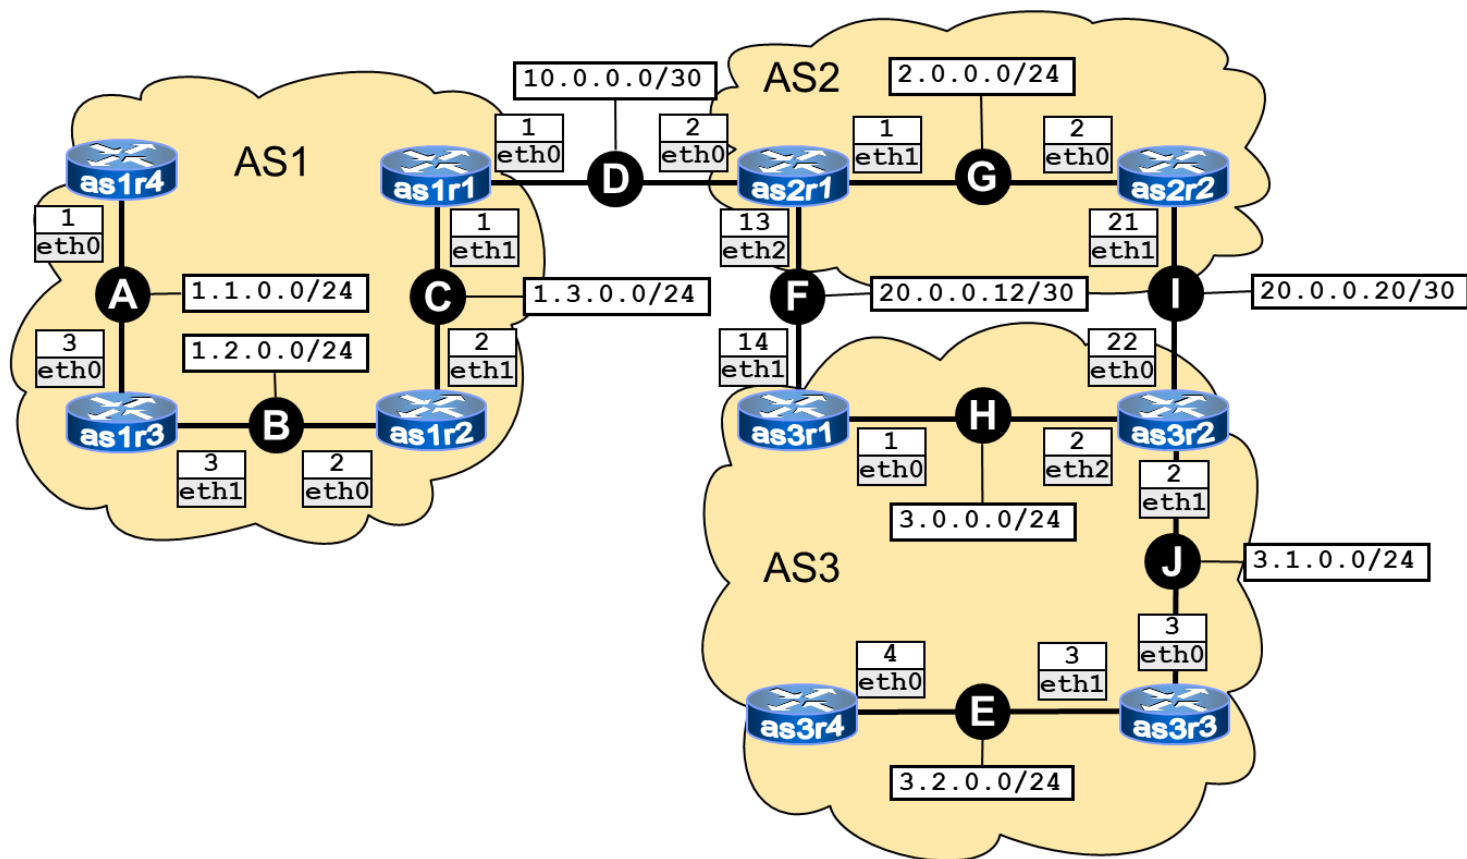 AS2
10.0.0.0/30
2.0.0.0/24
1
eth0
2
eth0
1
eth1
2
eth0
AS1
as1r4
as1r1
D
as2r1
G
as2r2
1
eth0
1
eth1
13
eth2
21
eth1
A
1.1.0.0/24
C
1.3.0.0/24
F
20.0.0.12/30
I
20.0.0.20/30
3
eth0
1.2.0.0/24
2
eth1
14
eth1
22
eth0
as1r3
B
as1r2
as3r1
H
as3r2
3
eth1
2
eth0
1
eth0
2
eth2
2
eth1
3.0.0.0/24
AS3
J
3.1.0.0/24
4
eth0
3
eth1
3
eth0
as3r4
E
as3r3
3.2.0.0/24